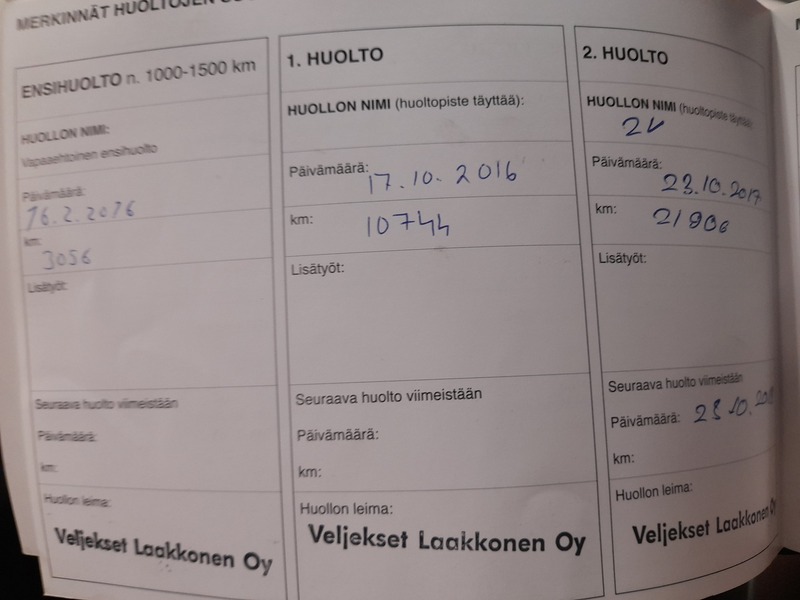 MERKINNÄT HUOLTOJEN
ENSIHUOLTO n. 1000-1500 km
HUOLLON NIMI:
Vapaaehtoinen ensihuolto
Päivämäärä:
16.2.2016
km:
3056
Lisätyöt:
Seuraava huolto viimeistään
Päivämäärä:
km:
Huollon leima:
Veljekset Laakkonen Oy
1. HUOLTO
HUOLLON NIMI (huoltopiste täyttää):
Päivämäärä:
17.10.2016
km:
10744
Lisätyöt:
Seuraava huolto viimeistään
Päivämäärä:
km:
Huollon leima:
Veljekset Laakkonen Oy
2. HUOLTO
HUOLLON NIMI (huoltopiste täyttää):
2V
Päivämäärä:
23.10.2017
km:
21906
Lisätyöt:
Seuraava huolto viimeistään
Päivämäärä: 23.10.
km:
Huollon leima:
Veljekset Laakkonen